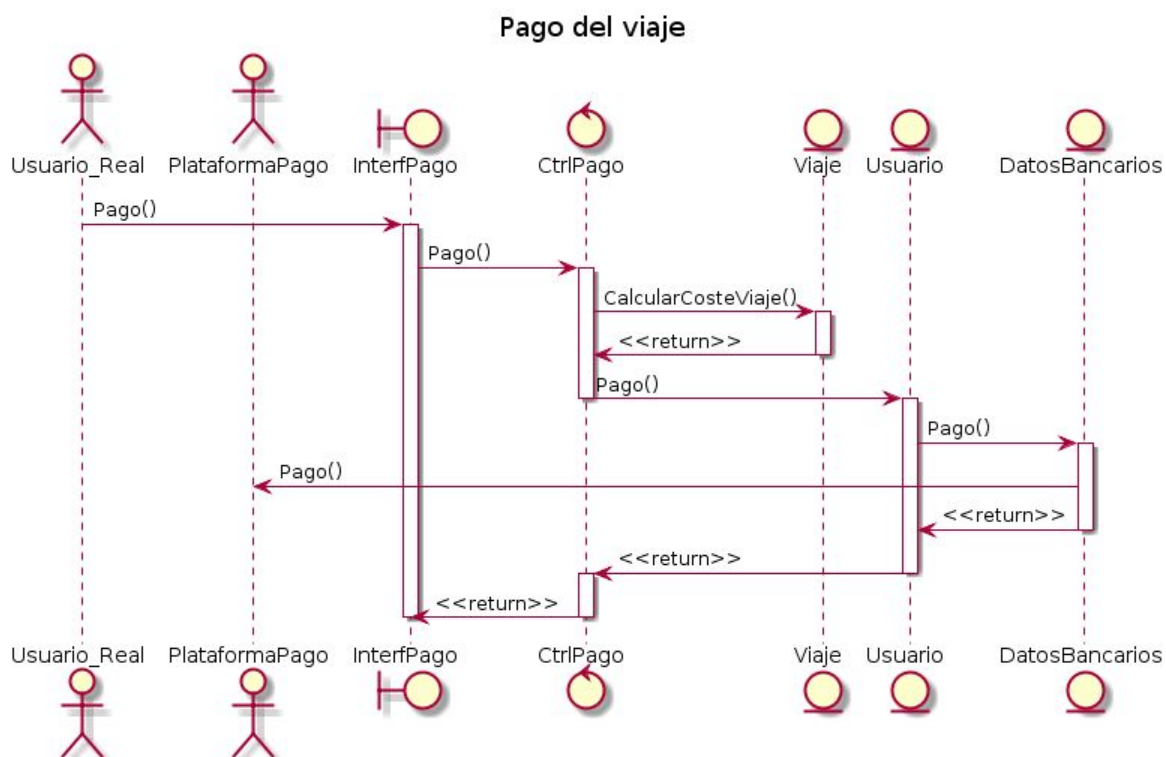 Pago del viaje
Usuario_Real PlataformaPago InterfPago CtrlPago Viaje Usuario DatosBancarios
Pago()
Pago()
CalcularCosteViaje()
<<return>>
Pago()
Pago()
Pago()
<<return>>
<<return>>
<<return>>
Usuario_Real PlataformaPago InterfPago CtrlPago Viaje Usuario DatosBancarios